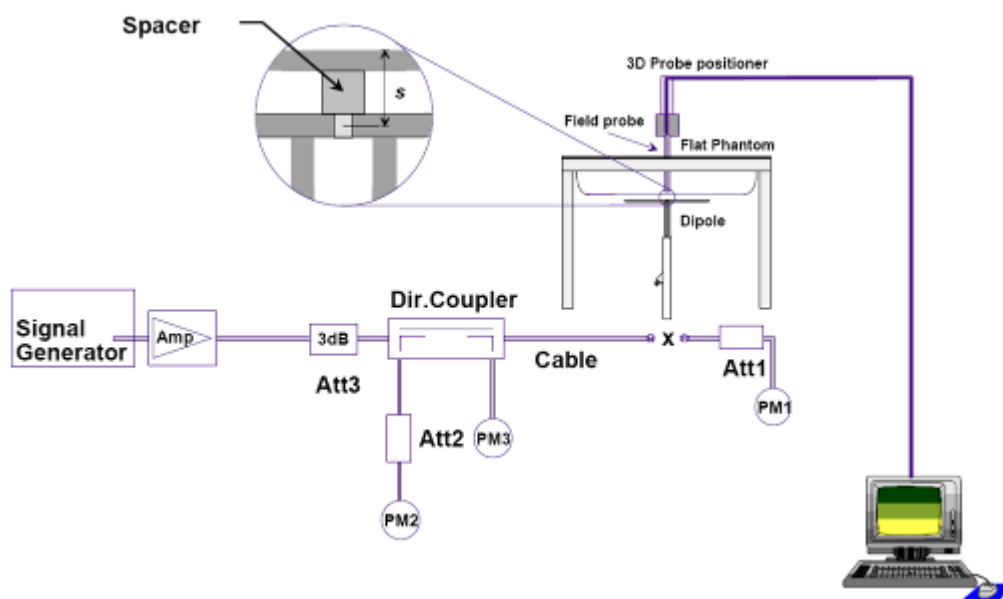 Spacer
s
3D Probe positioner
Field probe
Flat Phantom
Dipole
Signal
Generator
Amp
3dB
Att3
Dir.Coupler
Att2
PM2
PM3
Cable
x
Att1
PM1